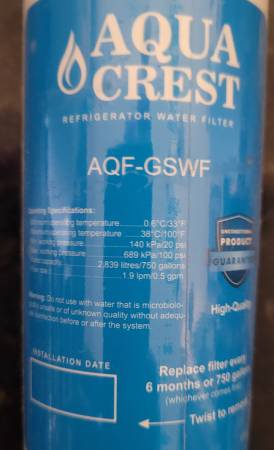 AQUA
CREST
REFRIGERATOR WATER FILTER
AQF-GSWF
Operating Specifications:
operating temperature..........0.6°C/33°F
operating temperature..........38°C/100°F
working pressure..........140 kPa/20 psi
working pressure..........689 kPa/100 psi
2,839 litres/750 gallons
1.9 lpm/0.5 gpm
UNCONDITIONAL
PRODUCT
GUARANTEE
Warning: Do not use with water that is microbiolo-
unsafe or of unknown quality without adequ-
disinfection before or after the system.
High-Quality
INSTALLATION DATE
Replace filter every
6 months or 750 gallons
(whichever comes
Twist to remove